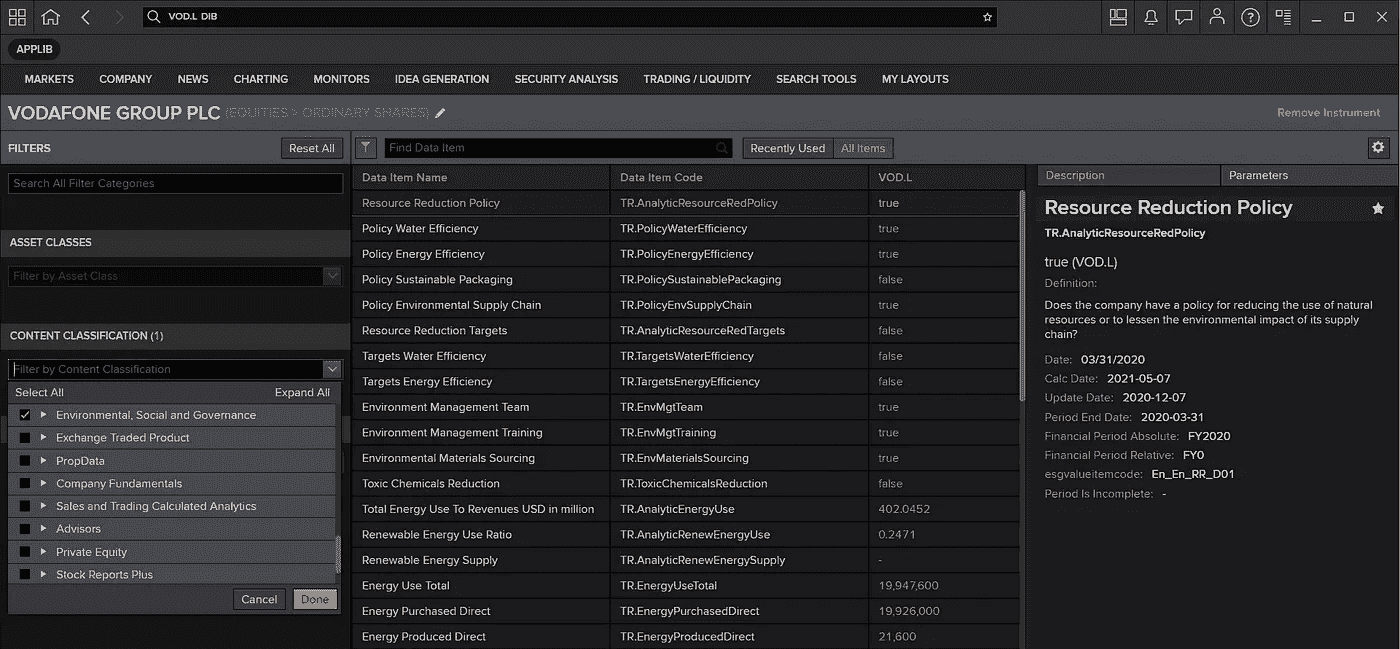 VOD.L DIB
APPLIB
MARKETS COMPANY NEWS CHARTING MONITORS IDEA GENERATION SECURITY ANALYSIS TRADING / LIQUIDITY SEARCH TOOLS MY LAYOUTS
VODAFONE GROUP PLC (EQUITIES > ORDINARY SHARES) Remove Instrument
FILTERS Reset All
Find Data Item Recently Used All Items
Search All Filter Categories
ASSET CLASSES
Filter by Asset Class
CONTENT CLASSIFICATION (1)
Filter by Content Classification
Select All Expand All
Environmental, Social and Governance
Exchange Traded Product
PropData
Company Fundamentals
Sales and Trading Calculated Analytics
Advisors
Private Equity
Stock Reports Plus
Cancel Done
Data Item Name Data Item Code VOD.L
Resource Reduction Policy TR.AnalyticResourceRedPolicy true
Policy Water Efficiency TR.PolicyWaterEfficiency true
Policy Energy Efficiency TR.PolicyEnergyEfficiency true
Policy Sustainable Packaging TR.PolicySustainablePackaging false
Policy Environmental Supply Chain TR.PolicyEnvSupplyChain true
Resource Reduction Targets TR.AnalyticResourceRedTargets false
Targets Water Efficiency TR.TargetsWaterEfficiency false
Targets Energy Efficiency TR.TargetsEnergyEfficiency false
Environment Management Team TR.EnvMgtTeam true
Environment Management Training TR.EnvMgtTraining true
Environmental Materials Sourcing TR.EnvMaterialsSourcing true
Toxic Chemicals Reduction TR.ToxicChemicalsReduction false
Total Energy Use To Revenues USD in million TR.AnalyticEnergyUse 402.0452
Renewable Energy Use Ratio TR.AnalyticRenewEnergyUse 0.2471
Renewable Energy Supply TR.AnalyticRenewEnergySupply -
Energy Use Total TR.EnergyUseTotal 19,947,600
Energy Purchased Direct TR.EnergyPurchasedDirect 19,926,000
Energy Produced Direct TR.EnergyProducedDirect 21,600
Description Parameters
Resource Reduction Policy
TR.AnalyticResourceRedPolicy
true (VOD.L)
Definition:
Does the company have a policy for reducing the use of natural
resources or to lessen the environmental impact of its supply
chain?
Date: 03/31/2020
Calc Date: 2021-05-07
Update Date: 2020-12-07
Period End Date: 2020-03-31
Financial Period Absolute: FY2020
Financial Period Relative: FY0
esgvalueitemcode: En_En_RR_D01
Period Is Incomplete: -